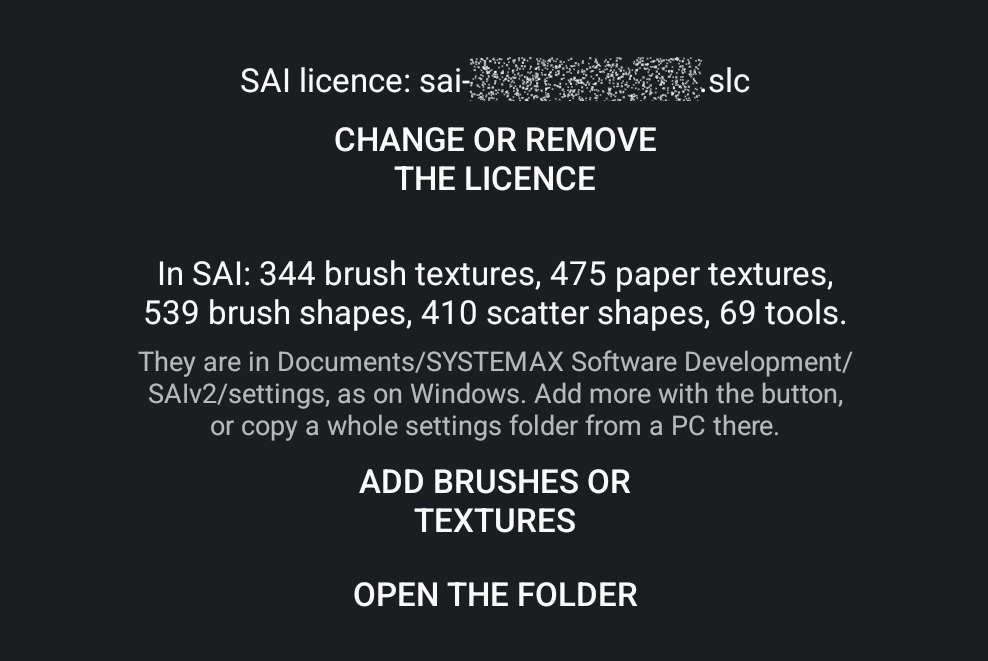 SAI licence: sai-.slc
CHANGE OR REMOVE
THE LICENCE
In SAI: 344 brush textures, 475 paper textures,
539 brush shapes, 410 scatter shapes, 69 tools.
They are in Documents/SYSTEMAX Software Development/
SAIv2/settings, as on Windows. Add more with the button,
or copy a whole settings folder from a PC there.
ADD BRUSHES OR
TEXTURES
OPEN THE FOLDER